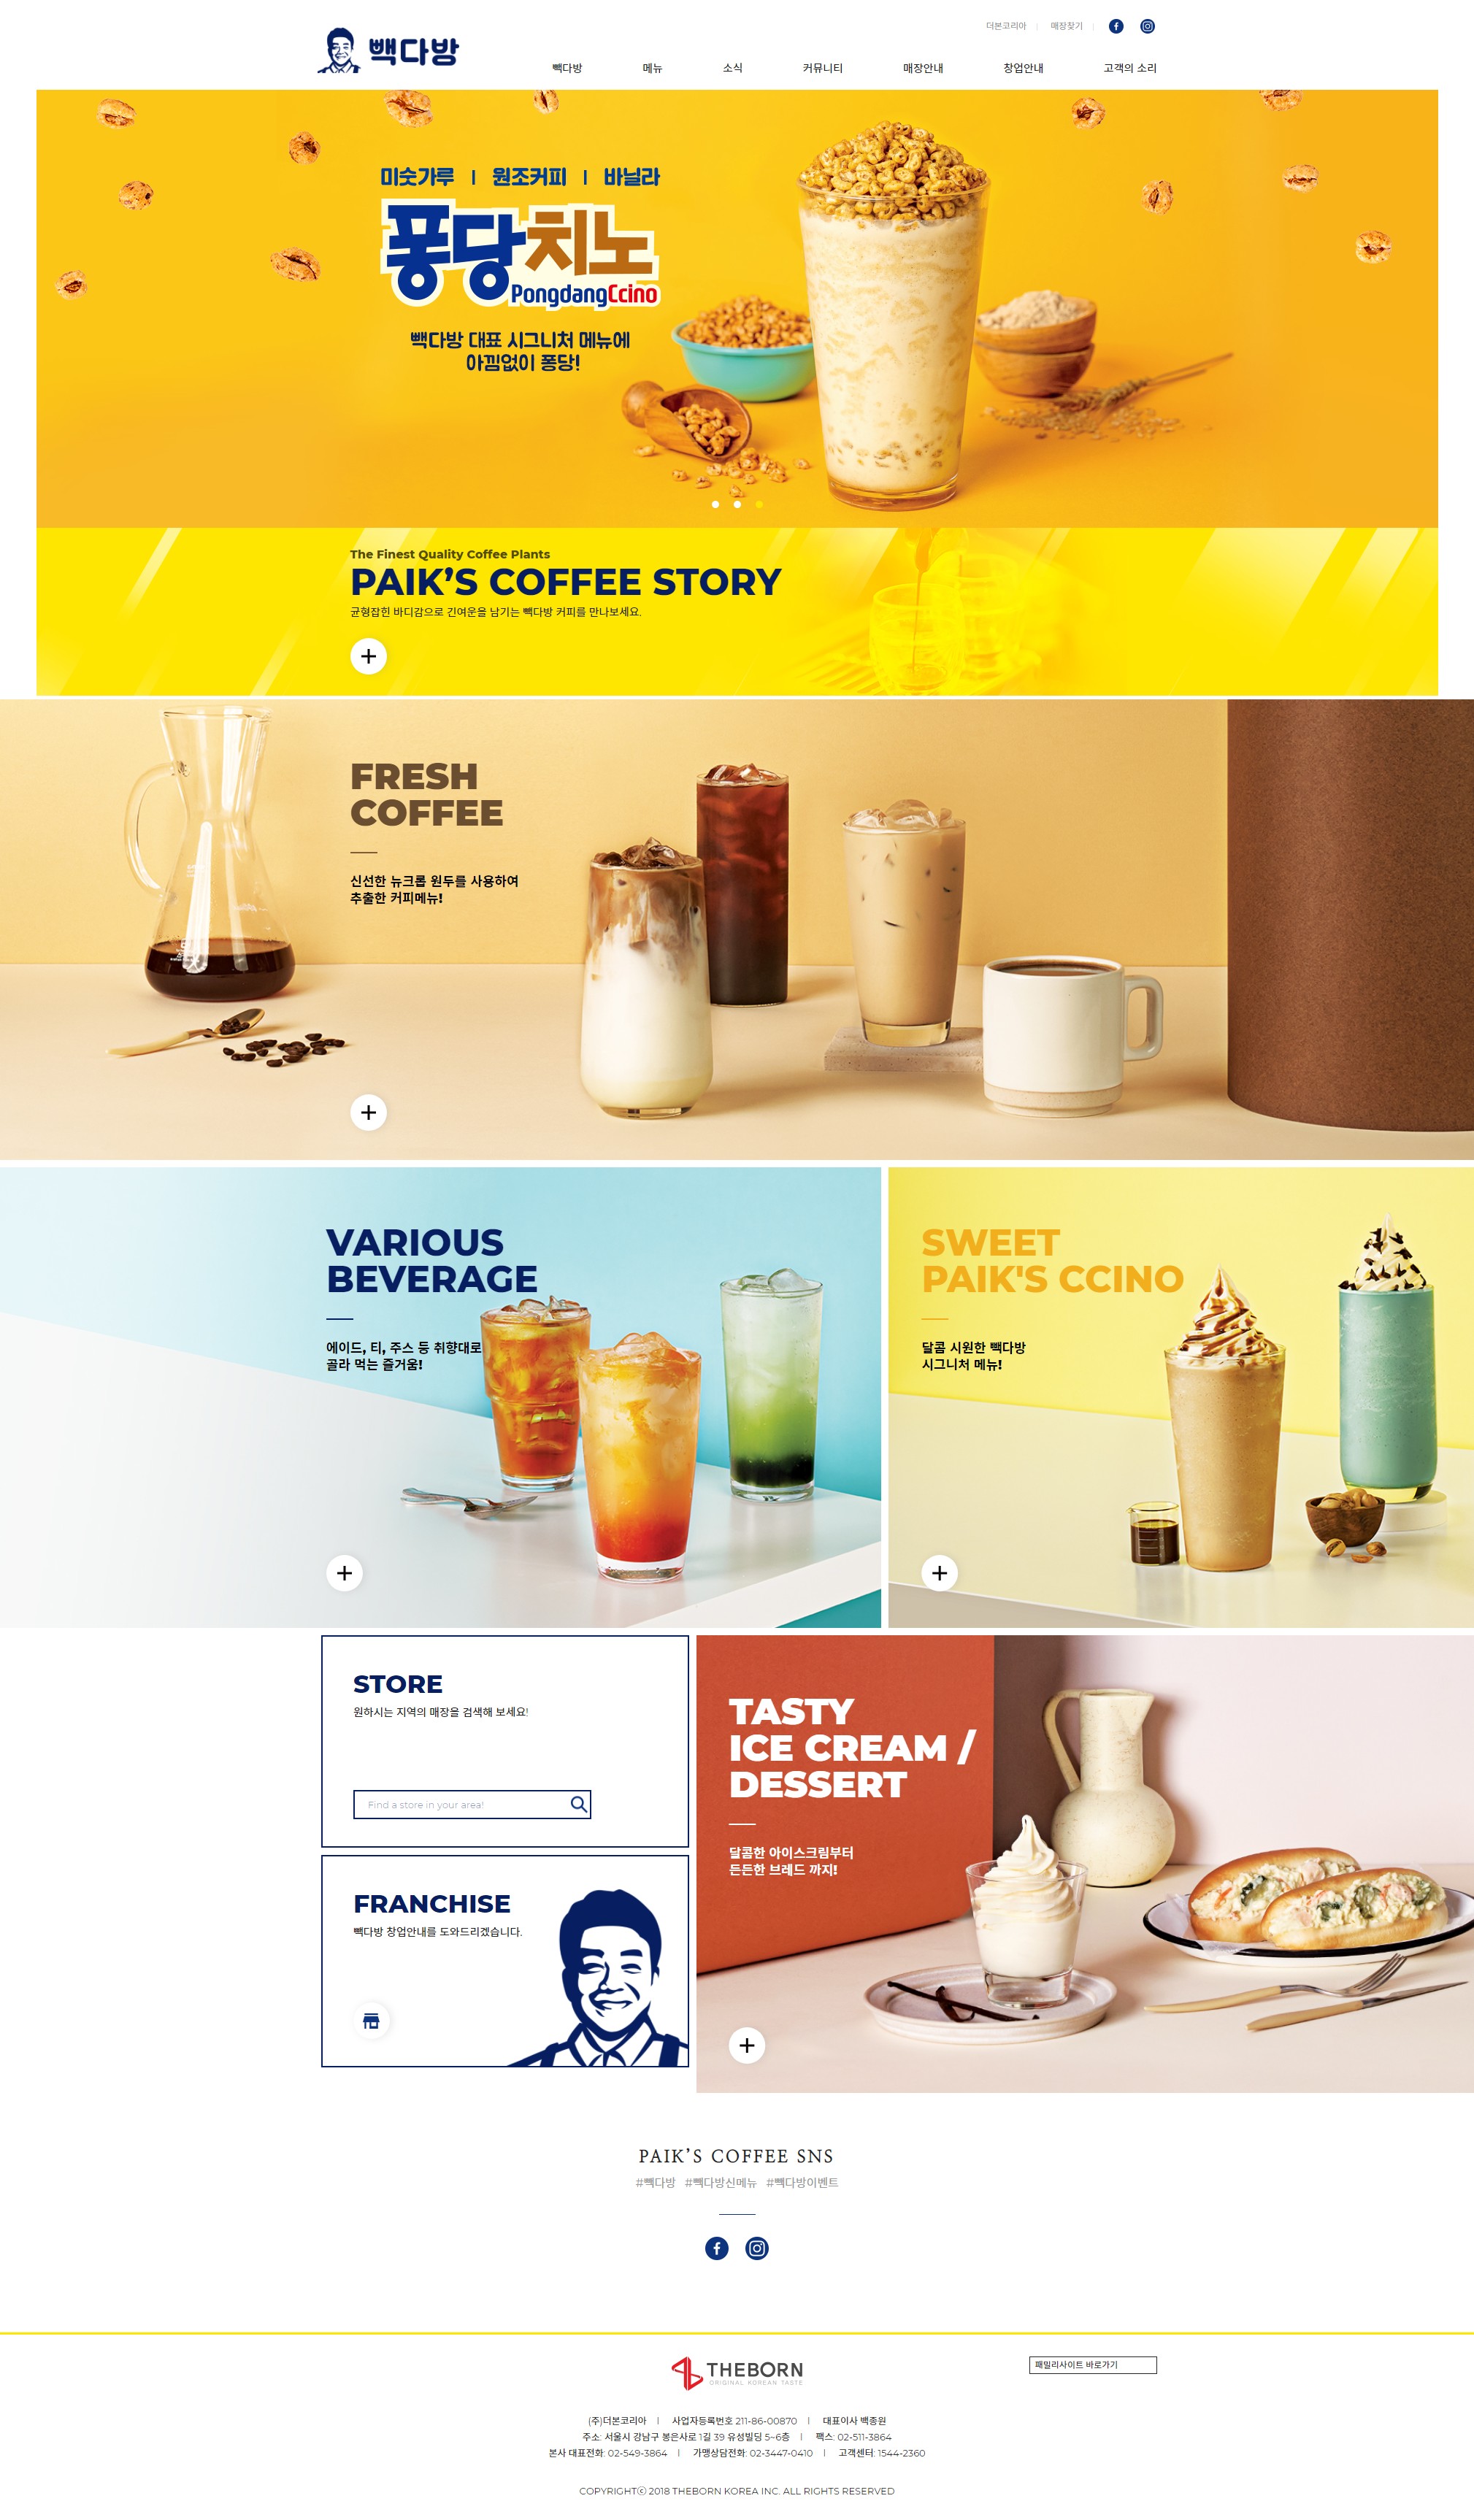 더본코리아 | 매장찾기 |
빽다방
빽다방 메뉴 소식 커뮤니티 매장안내 창업안내 고객의 소리
미숫가루 | 원조커피 | 바닐라
퐁당치노
PongdangCcino
빽다방 대표 시그니처 메뉴에
아낌없이 퐁당!
The Finest Quality Coffee Plants
PAIK’S COFFEE STORY
균형잡힌 바디감으로 긴여운을 남기는 빽다방 커피를 만나보세요.
FRESH
COFFEE
신선한 뉴크롭 원두를 사용하여
추출한 커피메뉴!
VARIOUS
BEVERAGE
에이드, 티, 주스 등 취향대로
골라 먹는 즐거움!
SWEET
PAIK'S CCINO
달콤 시원한 빽다방
시그니처 메뉴!
STORE
원하시는 지역의 매장을 검색해 보세요!
Find a store in your area!
FRANCHISE
빽다방 창업안내를 도와드리겠습니다.
TASTY
ICE CREAM /
DESSERT
달콤한 아이스크림부터
든든한 브레드 까지!
PAIK’S COFFEE SNS
#빽다방 #빽다방신메뉴 #빽다방이벤트
THEBORN
ORIGINAL KOREAN TASTE
패밀리사이트 바로가기
(주)더본코리아 | 사업자등록번호 211-86-00870 | 대표이사 백종원
주소: 서울시 강남구 봉은사로 1길 39 유성빌딩 5~6층 | 팩스: 02-511-3864
본사 대표전화: 02-549-3864 | 가맹상담전화: 02-3447-0410 | 고객센터: 1544-2360
COPYRIGHTⓒ 2018 THEBORN KOREA INC. ALL RIGHTS RESERVED